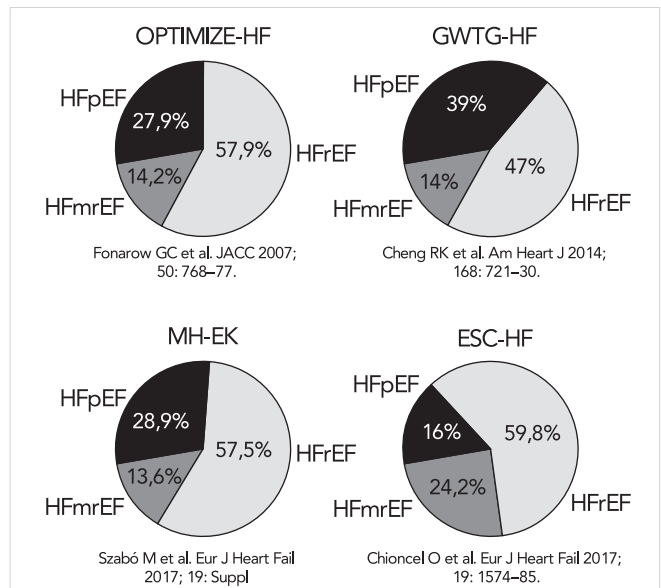 OPTIMIZE-HF
HFpEF
27,9%
57,9%
HFrEF
14,2%
HFmrEF
Fonarow GC et al. JACC 2007;
50: 768–77.
GWTG-HF
HFpEF
39%
47%
14%
HFmrEF
HFrEF
Cheng RK et al. Am Heart J 2014;
168: 721–30.
MH-EK
HFpEF
28,9%
57,5%
HFrEF
13,6%
HFmrEF
Szabó M et al. Eur J Heart Fail
2017; 19: Suppl
ESC-HF
HFpEF
16%
59,8%
24,2%
HFmrEF
HFrEF
Chioncel O et al. Eur J Heart Fail 2017;
19: 1574–85.